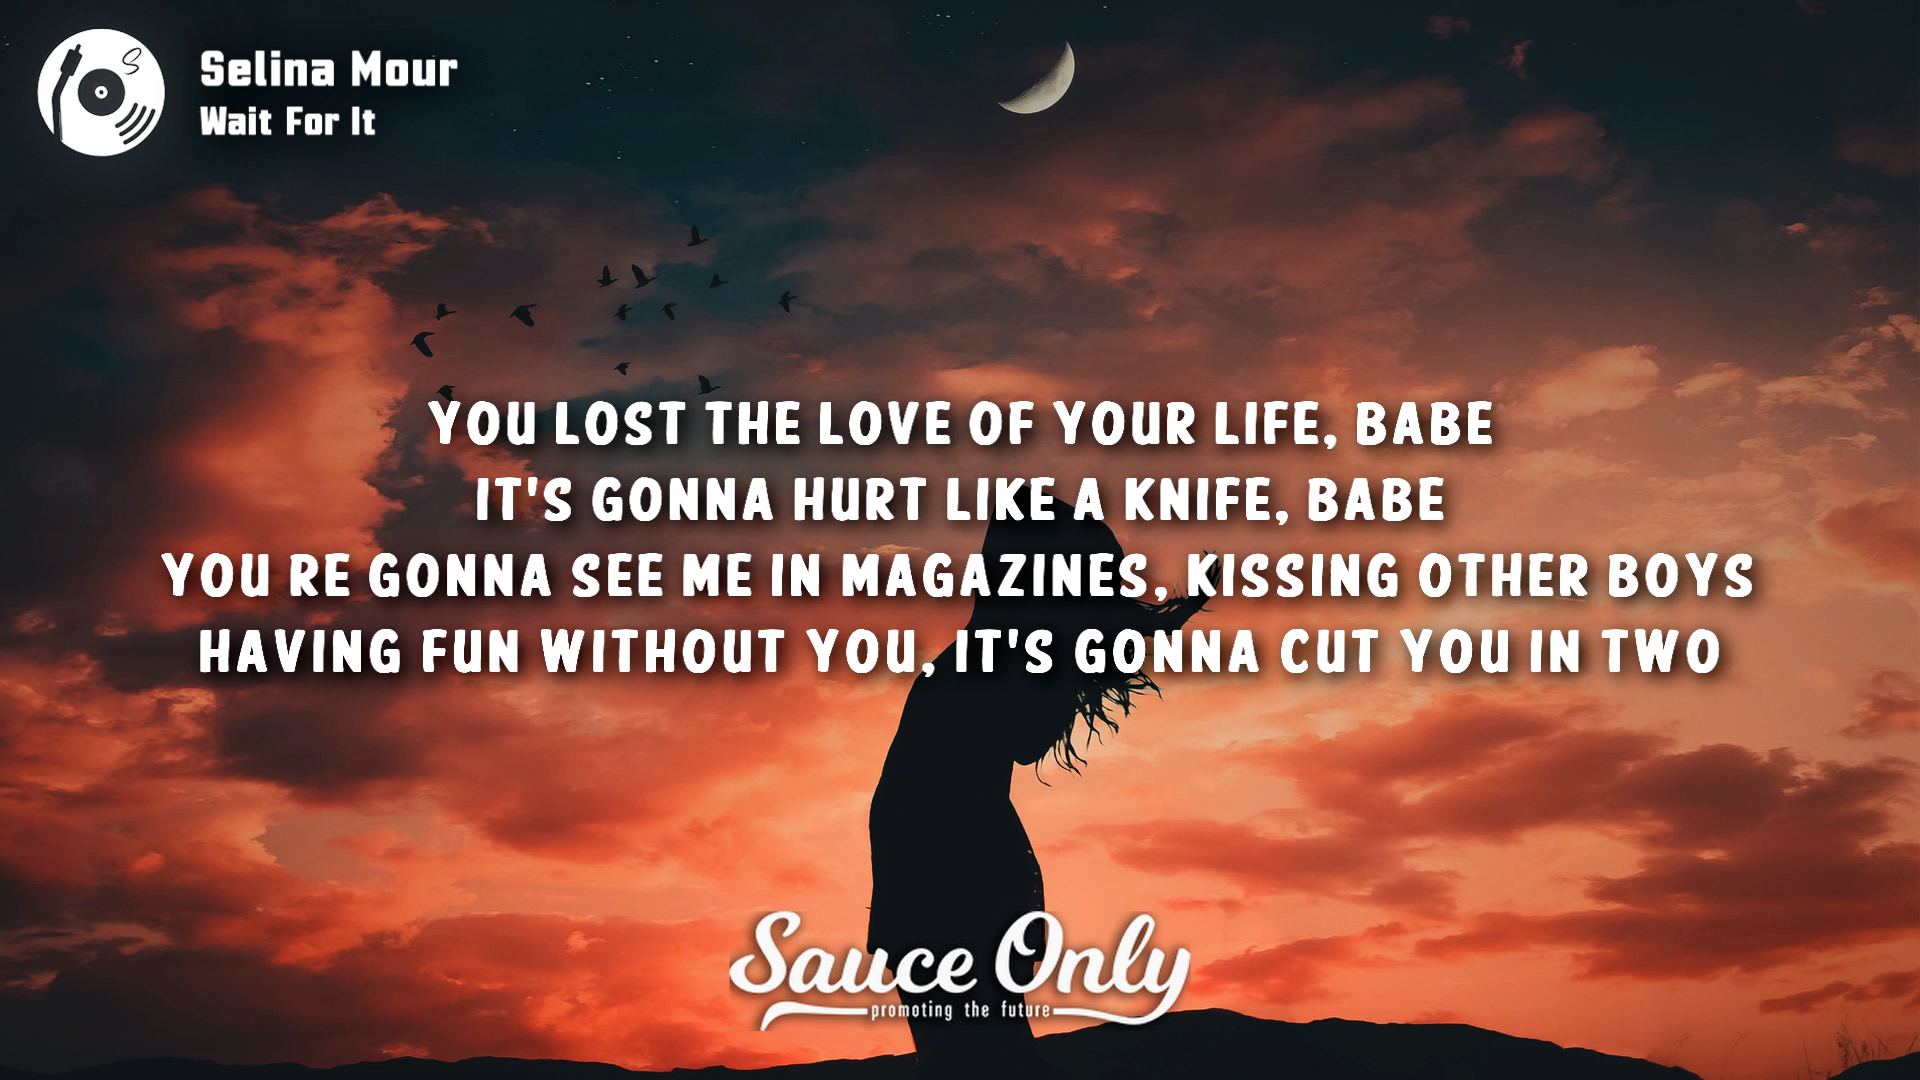 Selina Mour
Wait For It
YOU LOST THE LOVE OF YOUR LIFE, BABE
IT'S GONNA HURT LIKE A KNIFE, BABE
YOU RE GONNA SEE ME IN MAGAZINES, KISSING OTHER BOYS
HAVING FUN WITHOUT YOU, IT'S GONNA CUT YOU IN TWO
Sauce Only
promoting the future